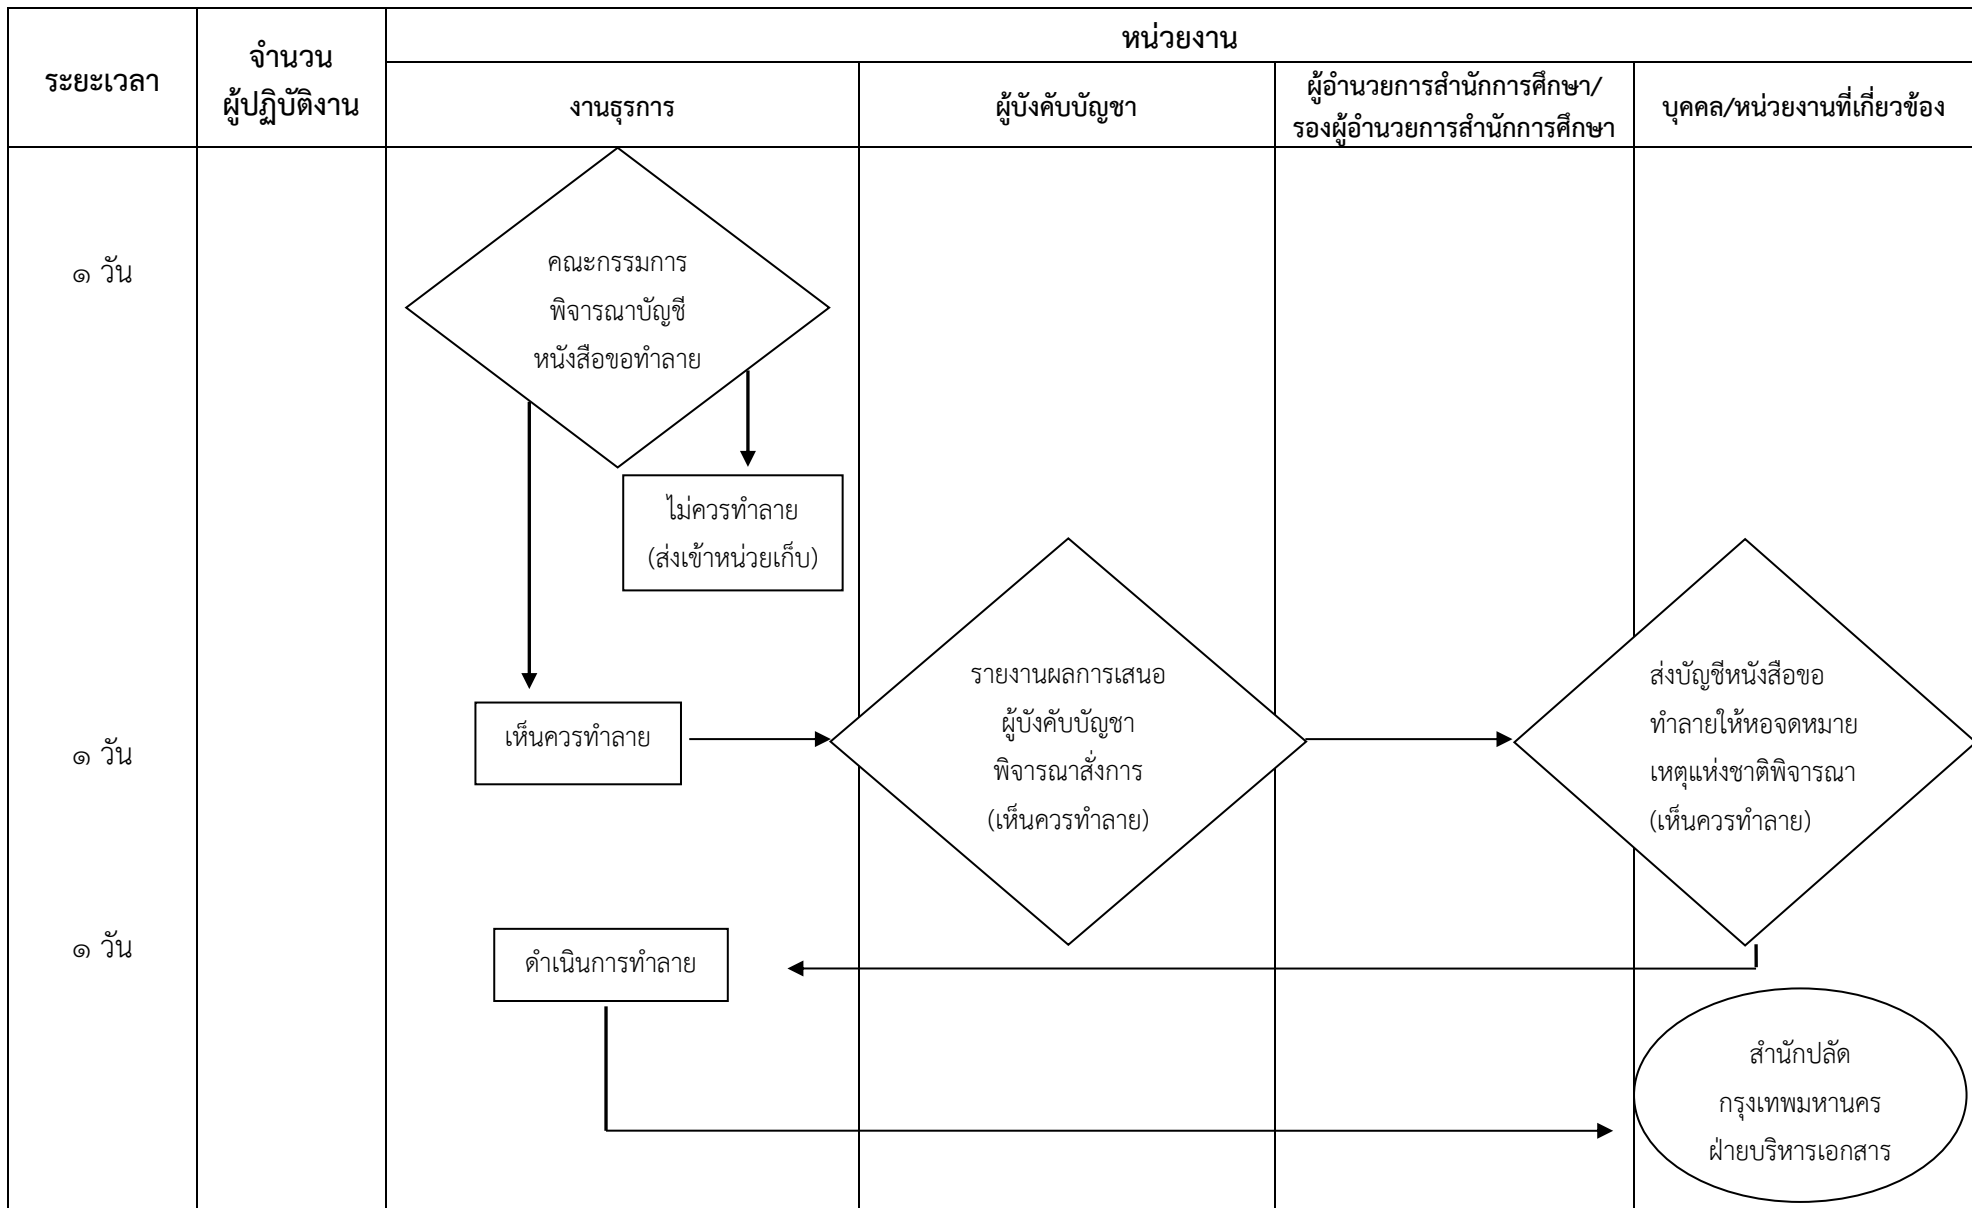 ระยะเวลา
จำนวน
ผู้ปฏิบัติงาน
หน่วยงาน
งานธุรการ
ผู้บังคับบัญชา
ผู้อำนวยการสำนักการศึกษา/
รองผู้อำนวยการสำนักการศึกษา
บุคคล/หน่วยงานที่เกี่ยวข้อง
๑ วัน
คณะกรรมการ
พิจารณาบัญชี
หนังสือขอทำลาย
ไม่ควรทำลาย
(ส่งเข้าหน่วยเก็บ)
๑ วัน
เห็นควรทำลาย
รายงานผลการเสนอ
ผู้บังคับบัญชา
พิจารณาสั่งการ
(เห็นควรทำลาย)
ส่งบัญชีหนังสือขอ
ทำลายให้หอจดหมาย
เหตุแห่งชาติพิจารณา
(เห็นควรทำลาย)
๑ วัน
ดำเนินการทำลาย
สำนักปลัด
กรุงเทพมหานคร
ฝ่ายบริหารเอกสาร